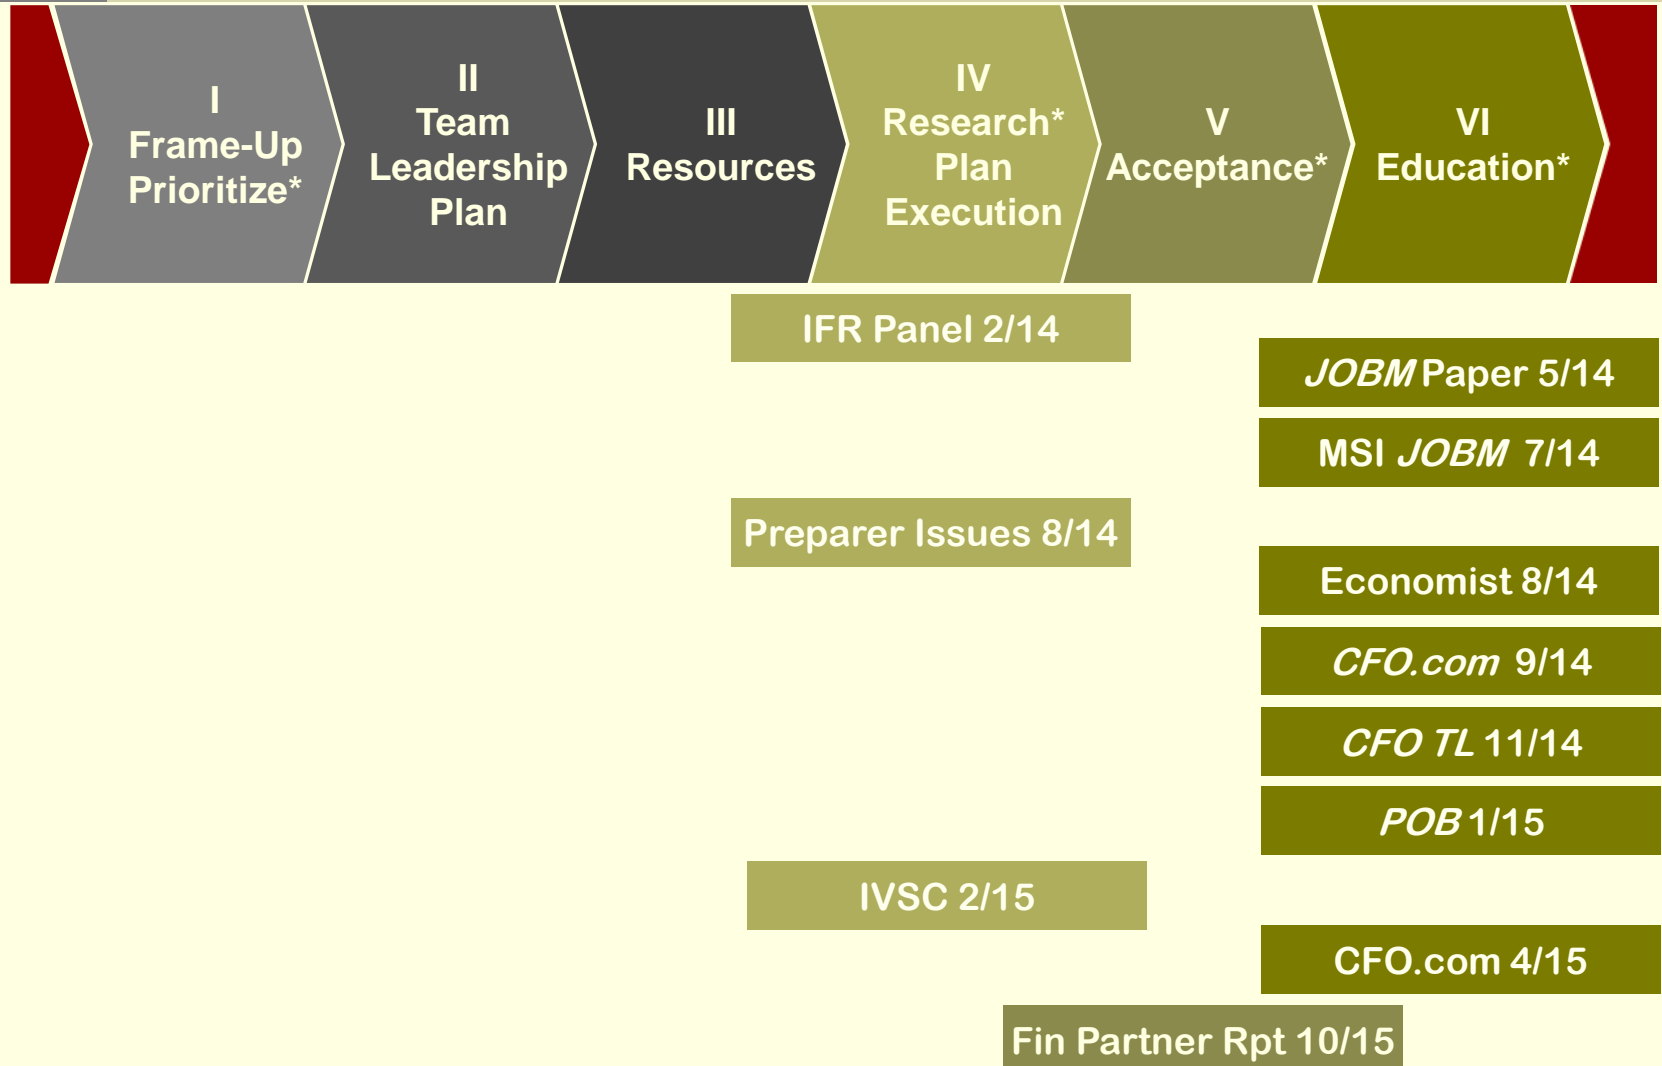 I
Frame-Up
Prioritize*
II
Team
Leadership
Plan
III
Resources
IV
Research*
Plan
Execution
V
Acceptance*
VI
Education*
IFR Panel 2/14
JOBM Paper 5/14
MSI JOBM 7/14
Preparer Issues 8/14
Economist 8/14
CFO.com 9/14
CFO TL 11/14
POB 1/15
IVSC 2/15
CFO.com 4/15
Fin Partner Rpt 10/15